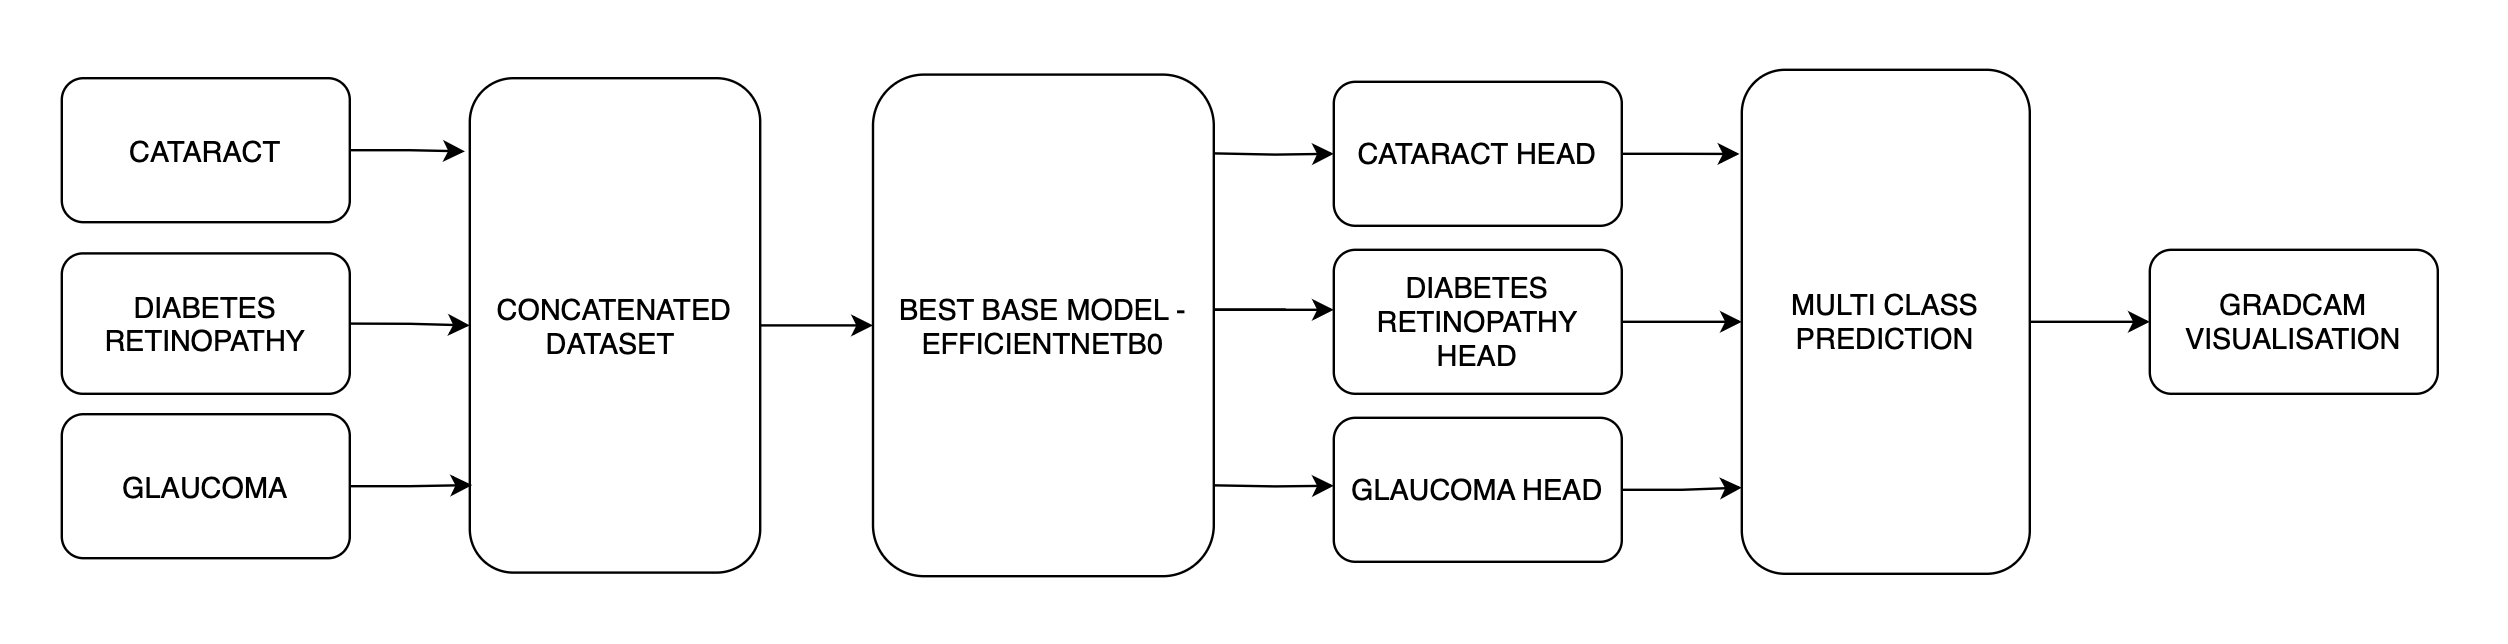 CATARACT
DIABETES
RETINOPATHY
GLAUCOMA
CONCATENATED
DATASET
BEST BASE MODEL -
EFFICIENTNETB0
CATARACT HEAD
DIABETES
RETINOPATHY
HEAD
GLAUCOMA HEAD
MULTI CLASS
PREDICTION
GRADCAM
VISUALISATION